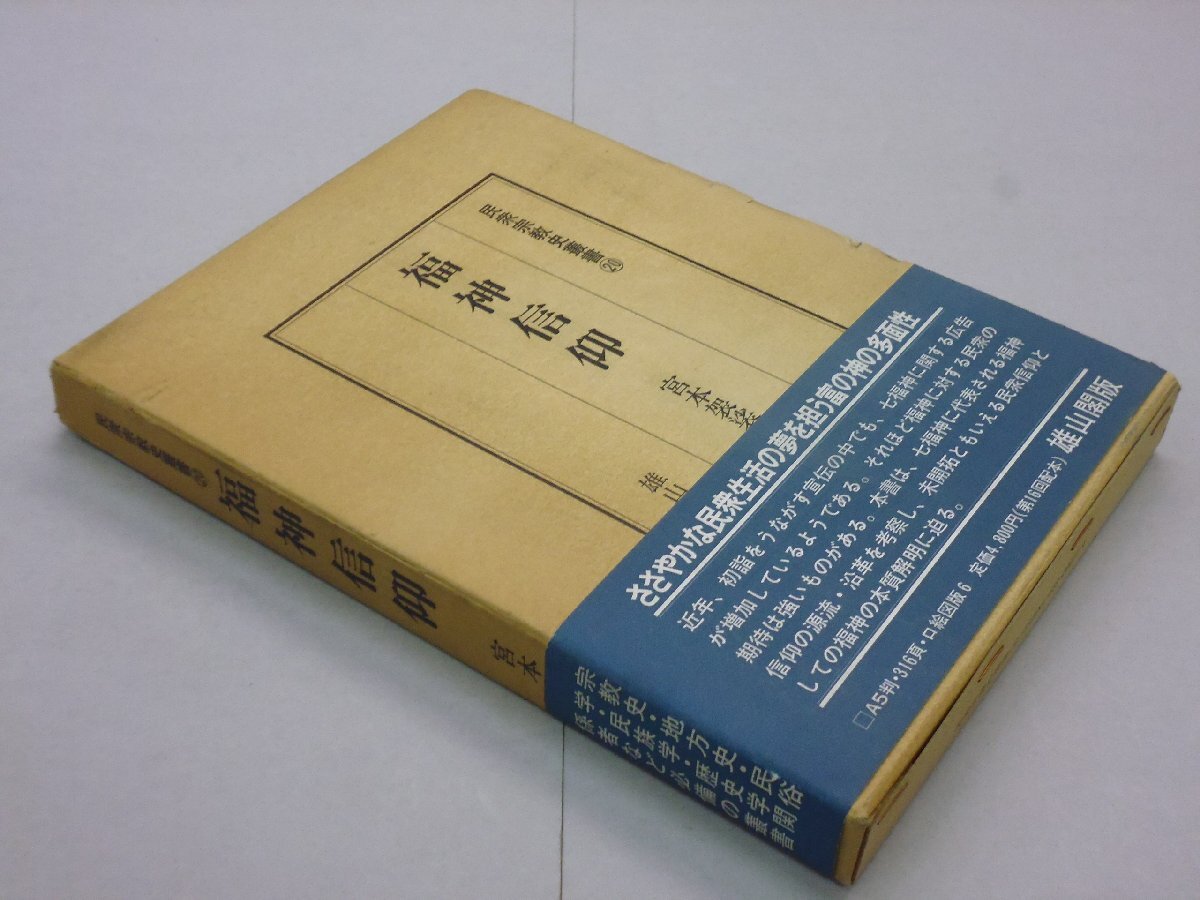 民衆宗教史叢書⑳
福神信仰
宮本袈裟
雄山
ささやかな民衆生活の夢を担う富の神の多面性
近年、初詣をうながす宣伝の中でも、七福神に関する広告
が増加しているようである。それほど福神に対する民衆の
期待は強いものがある。本書は、七福神に代表される福神
信仰の源流・沿革を考察し、未開拓ともいえる民衆信仰と
しての福神の本質解明に迫る。
□A5判・316頁・口絵図版6 定価4,800円(第16回配本) 雄山閣版
民衆宗教史叢書⑳
福神信仰
宮本
宗教史・地方史・民俗
学・民族学・歴史学関
係者など必備の叢書